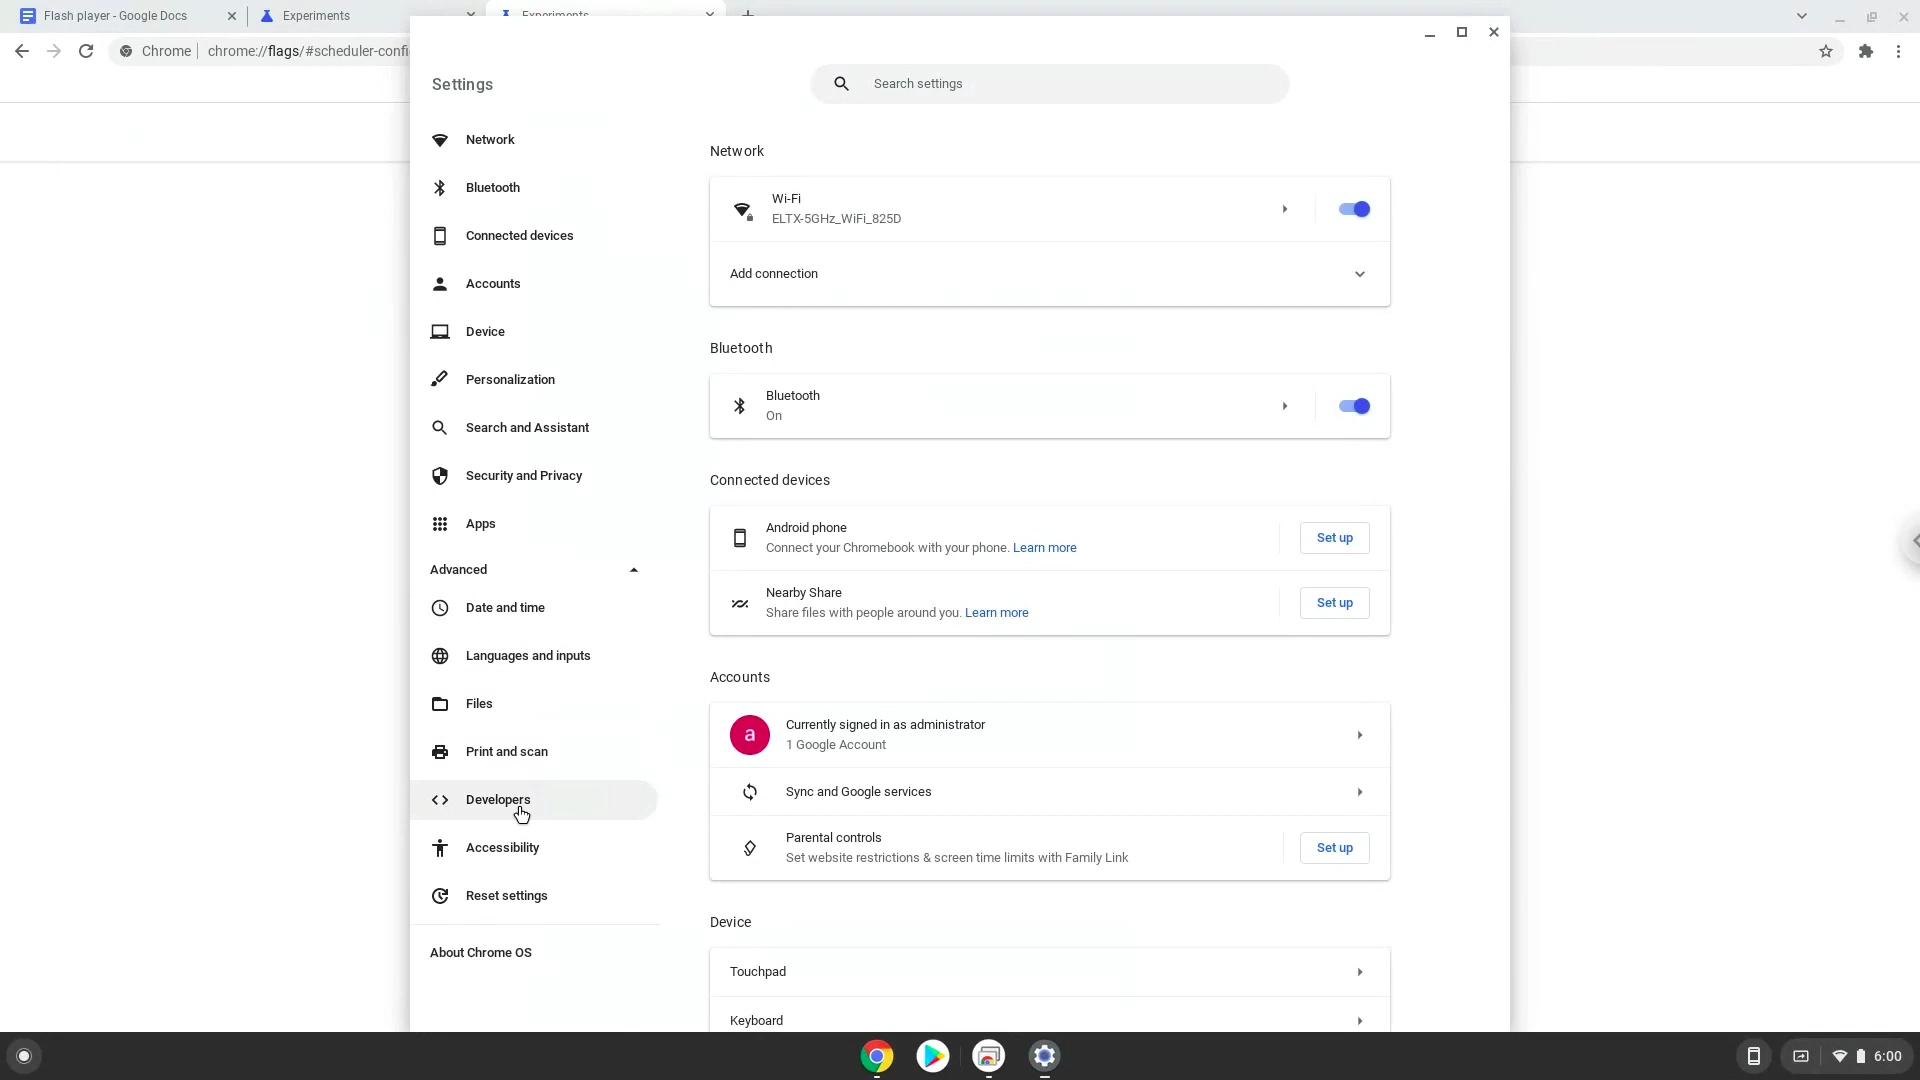 Flash player - Google Docs
Experiments
Experiments
Chrome
chrome://flags/#scheduler-confi
Settings
Search settings
Network
Bluetooth
Connected devices
Accounts
Device
Personalization
Search and Assistant
Security and Privacy
Apps
Advanced
Date and time
Languages and inputs
Files
Print and scan
Developers
Accessibility
Reset settings
About Chrome OS
Network
Wi-Fi
ELTX-5GHz_WiFi_825D
Add connection
Bluetooth
Bluetooth
On
Connected devices
Android phone
Connect your Chromebook with your phone. Learn more
Set up
Nearby Share
Share files with people around you. Learn more
Set up
Accounts
a
Currently signed in as administrator
1 Google Account
Sync and Google services
Parental controls
Set website restrictions & screen time limits with Family Link
Set up
Device
Touchpad
Keyboard
6:00